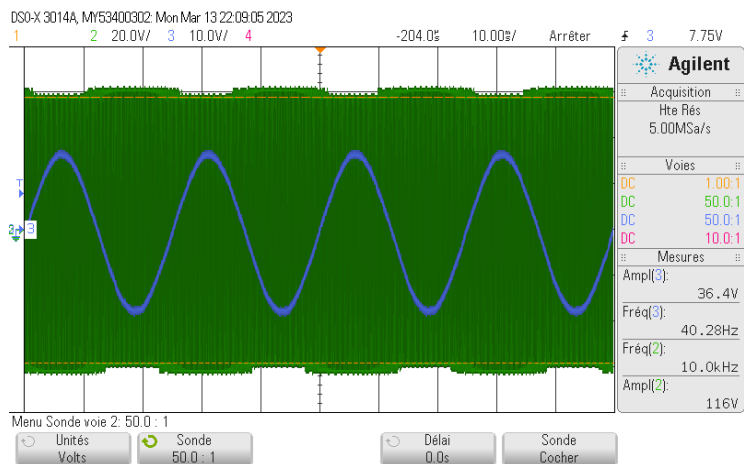 DSO-X 3014A, MY53400302: Mon Mar 13 22:09:05 2023
1 2 20.0V/ 3 10.0V/ 4 -204.0ms 10.00ms/ Arrêter 3 7.75V
Agilent
Acquisition
Hte Rés
5.00MSa/s
Voies
DC 1.00:1
DC 50.0:1
DC 50.0:1
DC 10.0:1
Mesures
Ampl(3):
36.4V
Fréq(3):
40.28Hz
Fréq(2):
10.0kHz
Ampl(2):
116V
T
3
Menu Sonde voie 2: 50.0 : 1
Unités
Volts
Sonde
50.0 : 1
Délai
0.0s
Sonde
Cocher